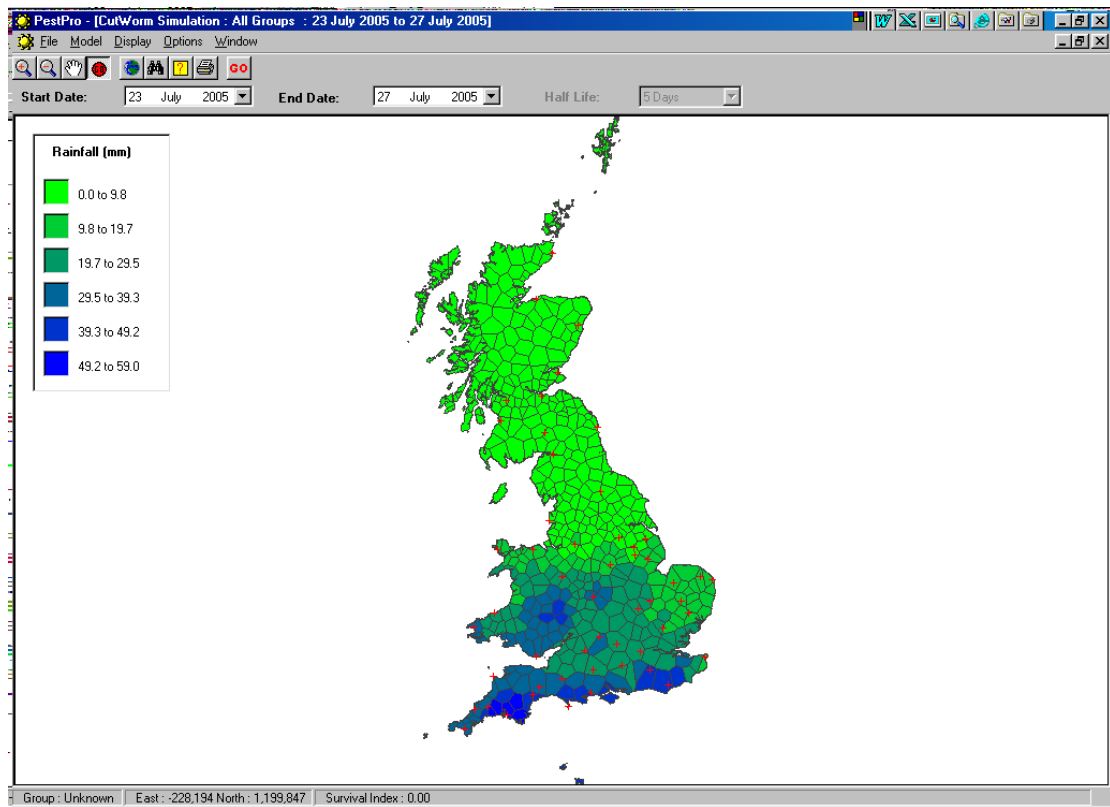 PestPro - [CutWorm Simulation : All Groups : 23 July 2005 to 27 July 2005]
File Model Display Options Window
GO
Start Date: 23 July 2005 End Date: 27 July 2005 Half Life: 5 Days
Rainfall (mm)
0.0 to 9.8
9.8 to 19.7
19.7 to 29.5
29.5 to 39.3
39.3 to 49.2
49.2 to 59.0
Group : Unknown East : -228,194 North : 1,199,847 Survival Index : 0.00